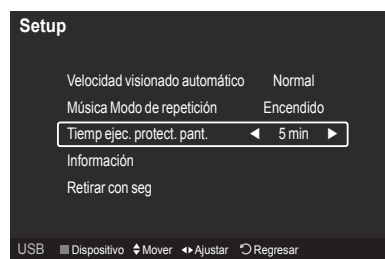 Setup
Velocidad visionado automático Normal
Música Modo de repetición Encendido
Tiemp ejec. protect. pant. ◀ 5 min ▶
Información
Retirar con seg
USB Dispositivo Mover Ajustar Regresar